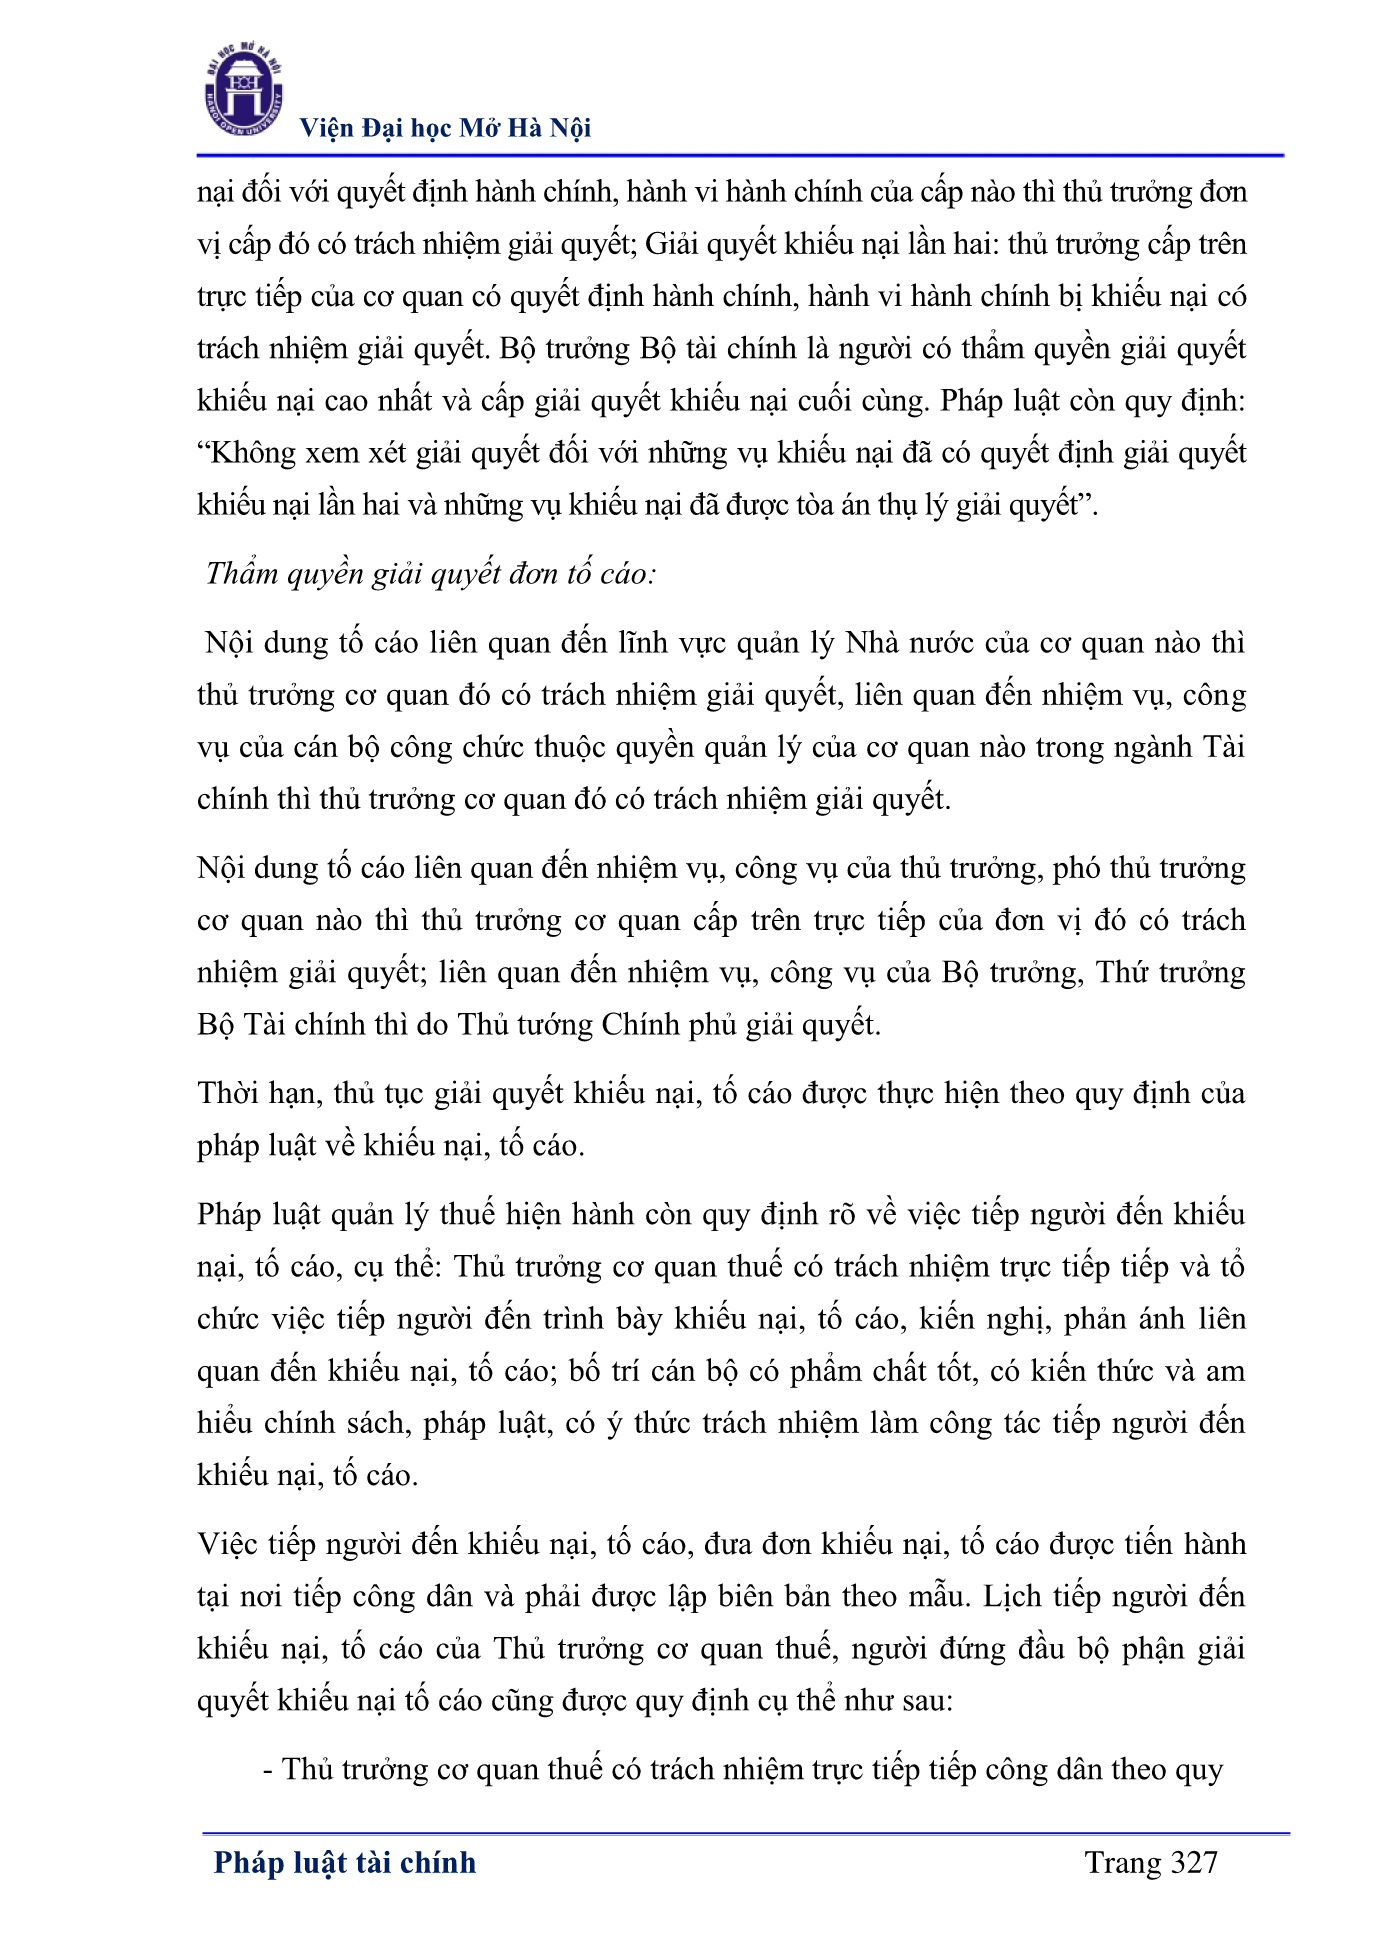 ĐẠI HỌC MỞ HÀ NỘI
HANOI OPEN UNIVERSITY
Viện Đại học Mở Hà Nội
nại đối với quyết định hành chính, hành vi hành chính của cấp nào thì thủ trưởng đơn
vị cấp đó có trách nhiệm giải quyết; Giải quyết khiếu nại lần hai: thủ trưởng cấp trên
trực tiếp của cơ quan có quyết định hành chính, hành vi hành chính bị khiếu nại có
trách nhiệm giải quyết. Bộ trưởng Bộ tài chính là người có thẩm quyền giải quyết
khiếu nại cao nhất và cấp giải quyết khiếu nại cuối cùng. Pháp luật còn quy định:
“Không xem xét giải quyết đối với những vụ khiếu nại đã có quyết định giải quyết
khiếu nại lần hai và những vụ khiếu nại đã được tòa án thụ lý giải quyết”.
Thẩm quyền giải quyết đơn tố cáo:
Nội dung tố cáo liên quan đến lĩnh vực quản lý Nhà nước của cơ quan nào thì
thủ trưởng cơ quan đó có trách nhiệm giải quyết, liên quan đến nhiệm vụ, công
vụ của cán bộ công chức thuộc quyền quản lý của cơ quan nào trong ngành Tài
chính thì thủ trưởng cơ quan đó có trách nhiệm giải quyết.
Nội dung tố cáo liên quan đến nhiệm vụ, công vụ của thủ trưởng, phó thủ trưởng
cơ quan nào thì thủ trưởng cơ quan cấp trên trực tiếp của đơn vị đó có trách
nhiệm giải quyết; liên quan đến nhiệm vụ, công vụ của Bộ trưởng, Thứ trưởng
Bộ Tài chính thì do Thủ tướng Chính phủ giải quyết.
Thời hạn, thủ tục giải quyết khiếu nại, tố cáo được thực hiện theo quy định của
pháp luật về khiếu nại, tố cáo.
Pháp luật quản lý thuế hiện hành còn quy định rõ về việc tiếp người đến khiếu
nại, tố cáo, cụ thể: Thủ trưởng cơ quan thuế có trách nhiệm trực tiếp tiếp và tổ
chức việc tiếp người đến trình bày khiếu nại, tố cáo, kiến nghị, phản ánh liên
quan đến khiếu nại, tố cáo; bố trí cán bộ có phẩm chất tốt, có kiến thức và am
hiểu chính sách, pháp luật, có ý thức trách nhiệm làm công tác tiếp người đến
khiếu nại, tố cáo.
Việc tiếp người đến khiếu nại, tố cáo, đưa đơn khiếu nại, tố cáo được tiến hành
tại nơi tiếp công dân và phải được lập biên bản theo mẫu. Lịch tiếp người đến
khiếu nại, tố cáo của Thủ trưởng cơ quan thuế, người đứng đầu bộ phận giải
quyết khiếu nại tố cáo cũng được quy định cụ thể như sau:
- Thủ trưởng cơ quan thuế có trách nhiệm trực tiếp tiếp công dân theo quy
Pháp luật tài chính
Trang 327